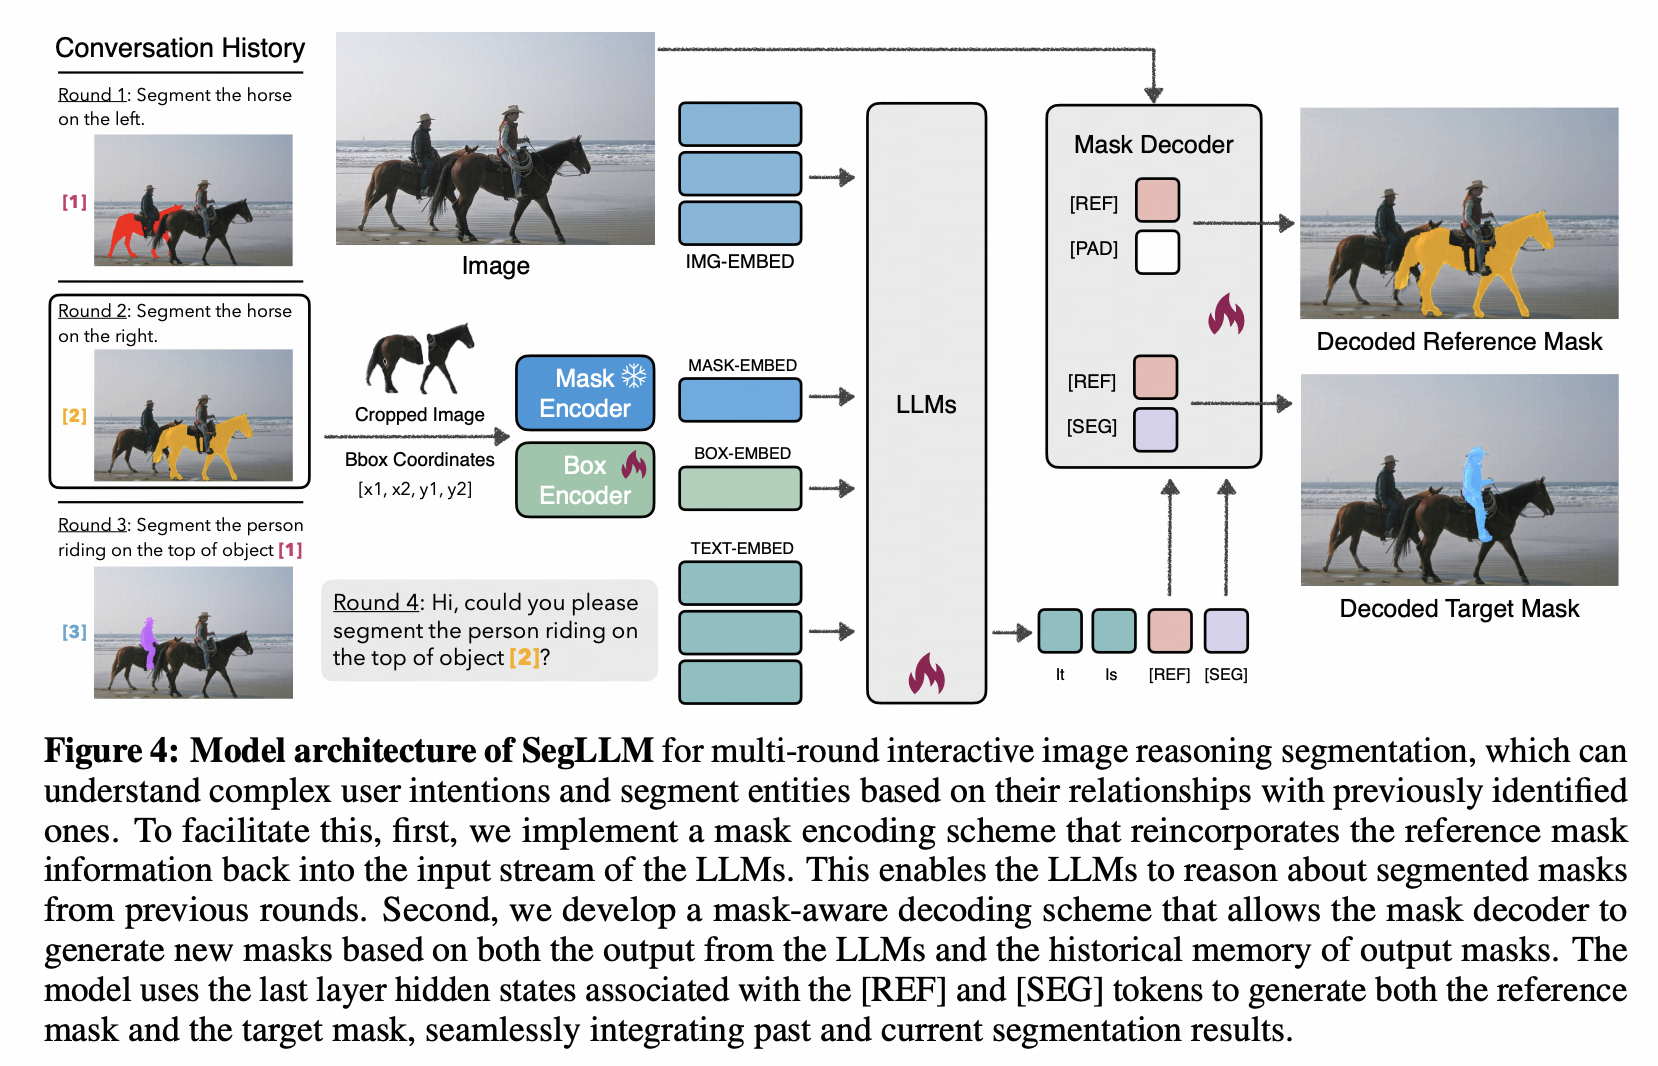 Conversation History
Round 1: Segment the horse
on the left.
[1]
Round 2: Segment the horse
on the right.
[2]
Round 3: Segment the person
riding on the top of object [1]
[3]
Image
Cropped Image
Bbox Coordinates
[x1, x2, y1, y2]
Mask
Encoder
Box
Encoder
Round 4: Hi, could you please
segment the person riding on
the top of object [2]?
IMG-EMBED
MASK-EMBED
BOX-EMBED
TEXT-EMBED
LLMs
It
Is
[REF]
[SEG]
Mask Decoder
[REF]
[PAD]
[REF]
[SEG]
Decoded Reference Mask
Decoded Target Mask
Figure 4: Model architecture of SegLLM for multi-round interactive image reasoning segmentation, which can
understand complex user intentions and segment entities based on their relationships with previously identified
ones. To facilitate this, first, we implement a mask encoding scheme that reincorporates the reference mask
information back into the input stream of the LLMs. This enables the LLMs to reason about segmented masks
from previous rounds. Second, we develop a mask-aware decoding scheme that allows the mask decoder to
generate new masks based on both the output from the LLMs and the historical memory of output masks. The
model uses the last layer hidden states associated with the [REF] and [SEG] tokens to generate both the reference
mask and the target mask, seamlessly integrating past and current segmentation results.